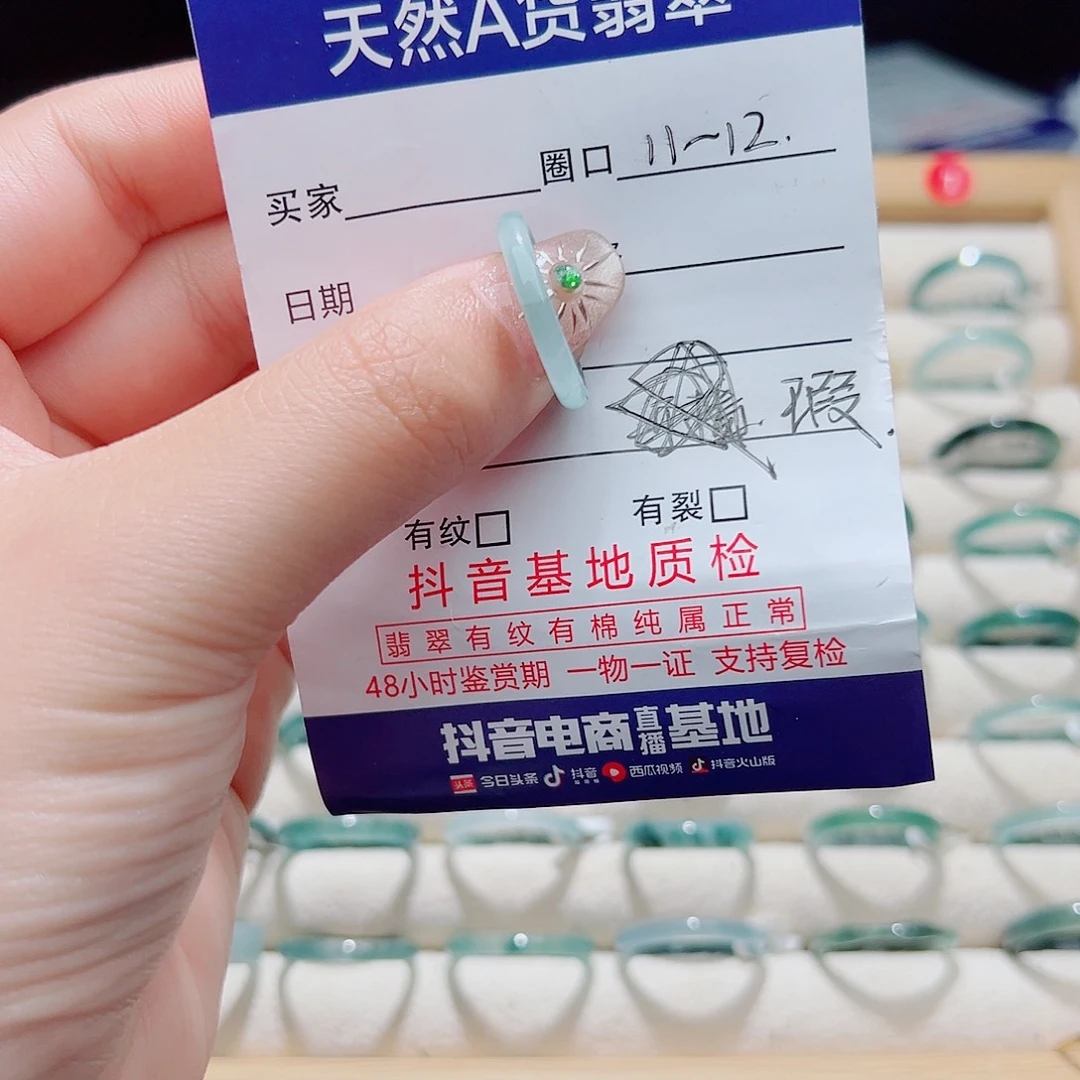 天然A货翡翠
买家 圈口 11~12.
日期
瑕
有纹□ 有裂□
抖音基地质检
翡翠有纹有棉纯属正常
48小时鉴赏期 一物一证 支持复检
抖音电商直播基地
头条 今日头条 抖音 西瓜视频 抖音火山版